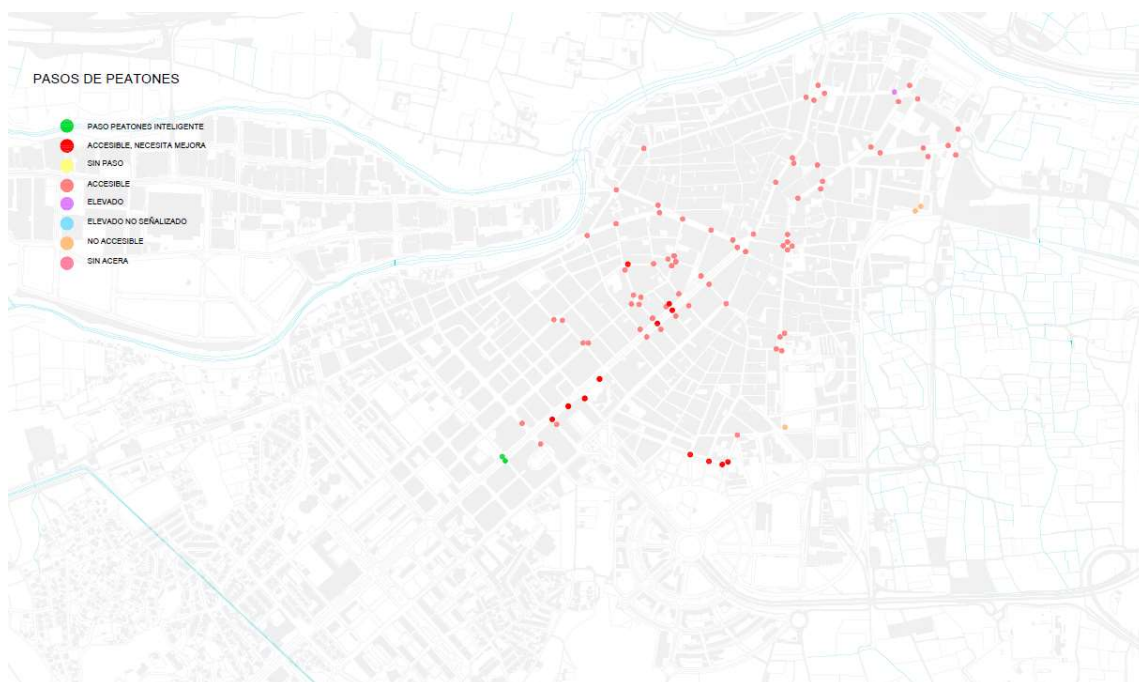 PASOS DE PEATONES
PASO PEATONES INTELIGENTE
ACCESIBLE, NECESITA MEJORA
SIN PASO
ACCESIBLE
ELEVADO
ELEVADO NO SEÑALIZADO
NO ACCESIBLE
SIN ACERA